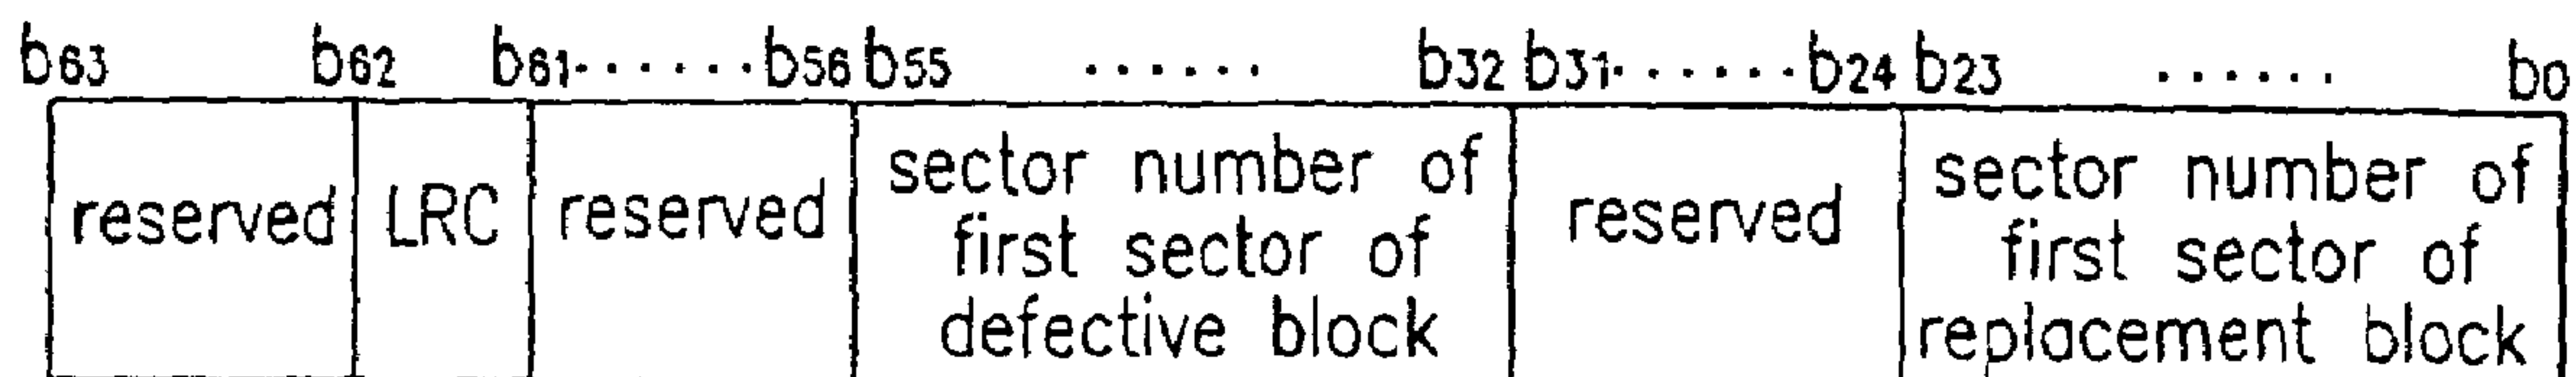 b63 b62 b61······b56 b55 ······ b32 b31······b24 b23 ······ b0
reserved LRC reserved sector number of first sector of defective block reserved sector number of first sector of replacement block